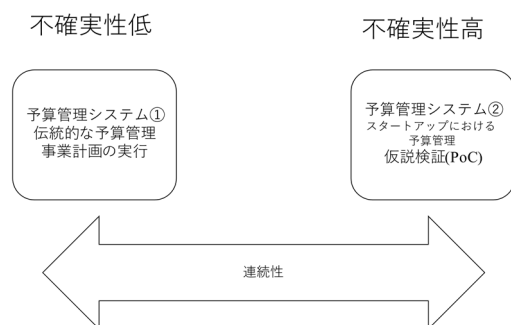 不確実性低
不確実性高
予算管理システム①
伝統的な予算管理
事業計画の実行
予算管理システム②
スタートアップにおける
予算管理
仮説検証(PoC)
連続性